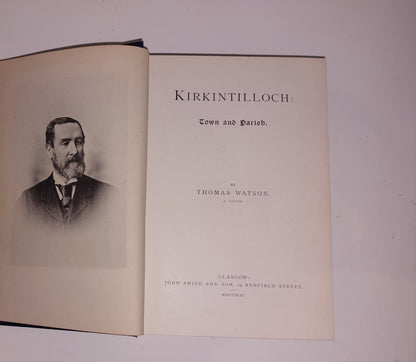 KIRKINTILLOCH:
Town and Parish.
BY
THOMAS WATSON,
GLASGOW:
JOHN SMITH AND SON, 19 RENFIELD STREET.